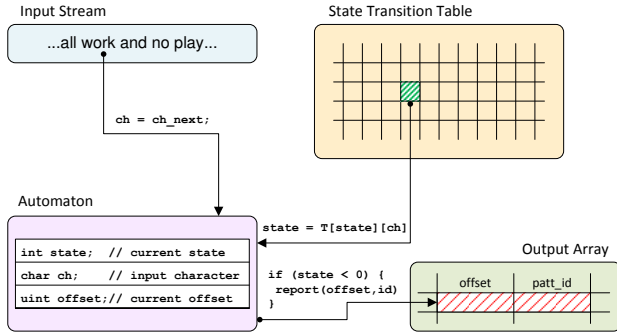 Input Stream
State Transition Table
...all work and no play...
ch = ch_next;
Automaton
state = T[state][ch]
int state;  // current state
char ch;    // input character
uint offset;// current offset
if (state < 0) {
report(offset,id)
}
Output Array
offset
patt_id